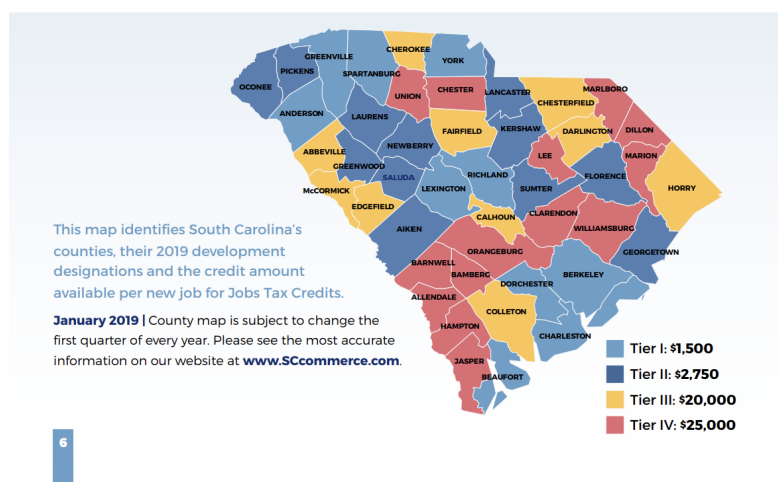 CHEROKEE
GREENVILLE
YORK
PICKENS
SPARTANBURG
OCONEE
UNION
CHESTER
LANCASTER
MARLBORO
CHESTERFIELD
ANDERSON
LAURENS
FAIRFIELD
KERSHAW
DARLINGTON
DILLON
NEWBERRY
ABBEVILLE
GREENWOOD
LEE
MARION
SALUDA
RICHLAND
FLORENCE
McCORMICK
LEXINGTON
SUMTER
HORRY
EDGEFIELD
CALHOUN
CLARENDON
AIKEN
WILLIAMSBURG
ORANGEBURG
GEORGETOWN
BARNWELL
BAMBERG
BERKELEY
DORCHESTER
ALLENDALE
COLLETON
HAMPTON
CHARLESTON
JASPER
BEAUFORT
This map identifies South Carolina's
counties, their 2019 development
designations and the credit amount
available per new job for Jobs Tax Credits.
January 2019 | County map is subject to change the
first quarter of every year. Please see the most accurate
information on our website at www.SCcommerce.com.
Tier I: $1,500
Tier II: $2,750
Tier III: $20,000
Tier IV: $25,000
6